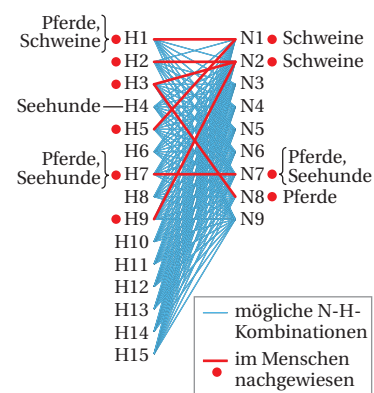 Pferde,
Schweine
H1
H2
H3
Seehunde
H4
H5
H6
Pferde,
Seehunde
H7
H8
H9
H10
H11
H12
H13
H14
H15
N1 Schweine
N2 Schweine
N3
N4
N5
N6
N7
Pferde,
Seehunde
N8 Pferde
N9
mögliche N-H-
Kombinationen
im Menschen
nachgewiesen